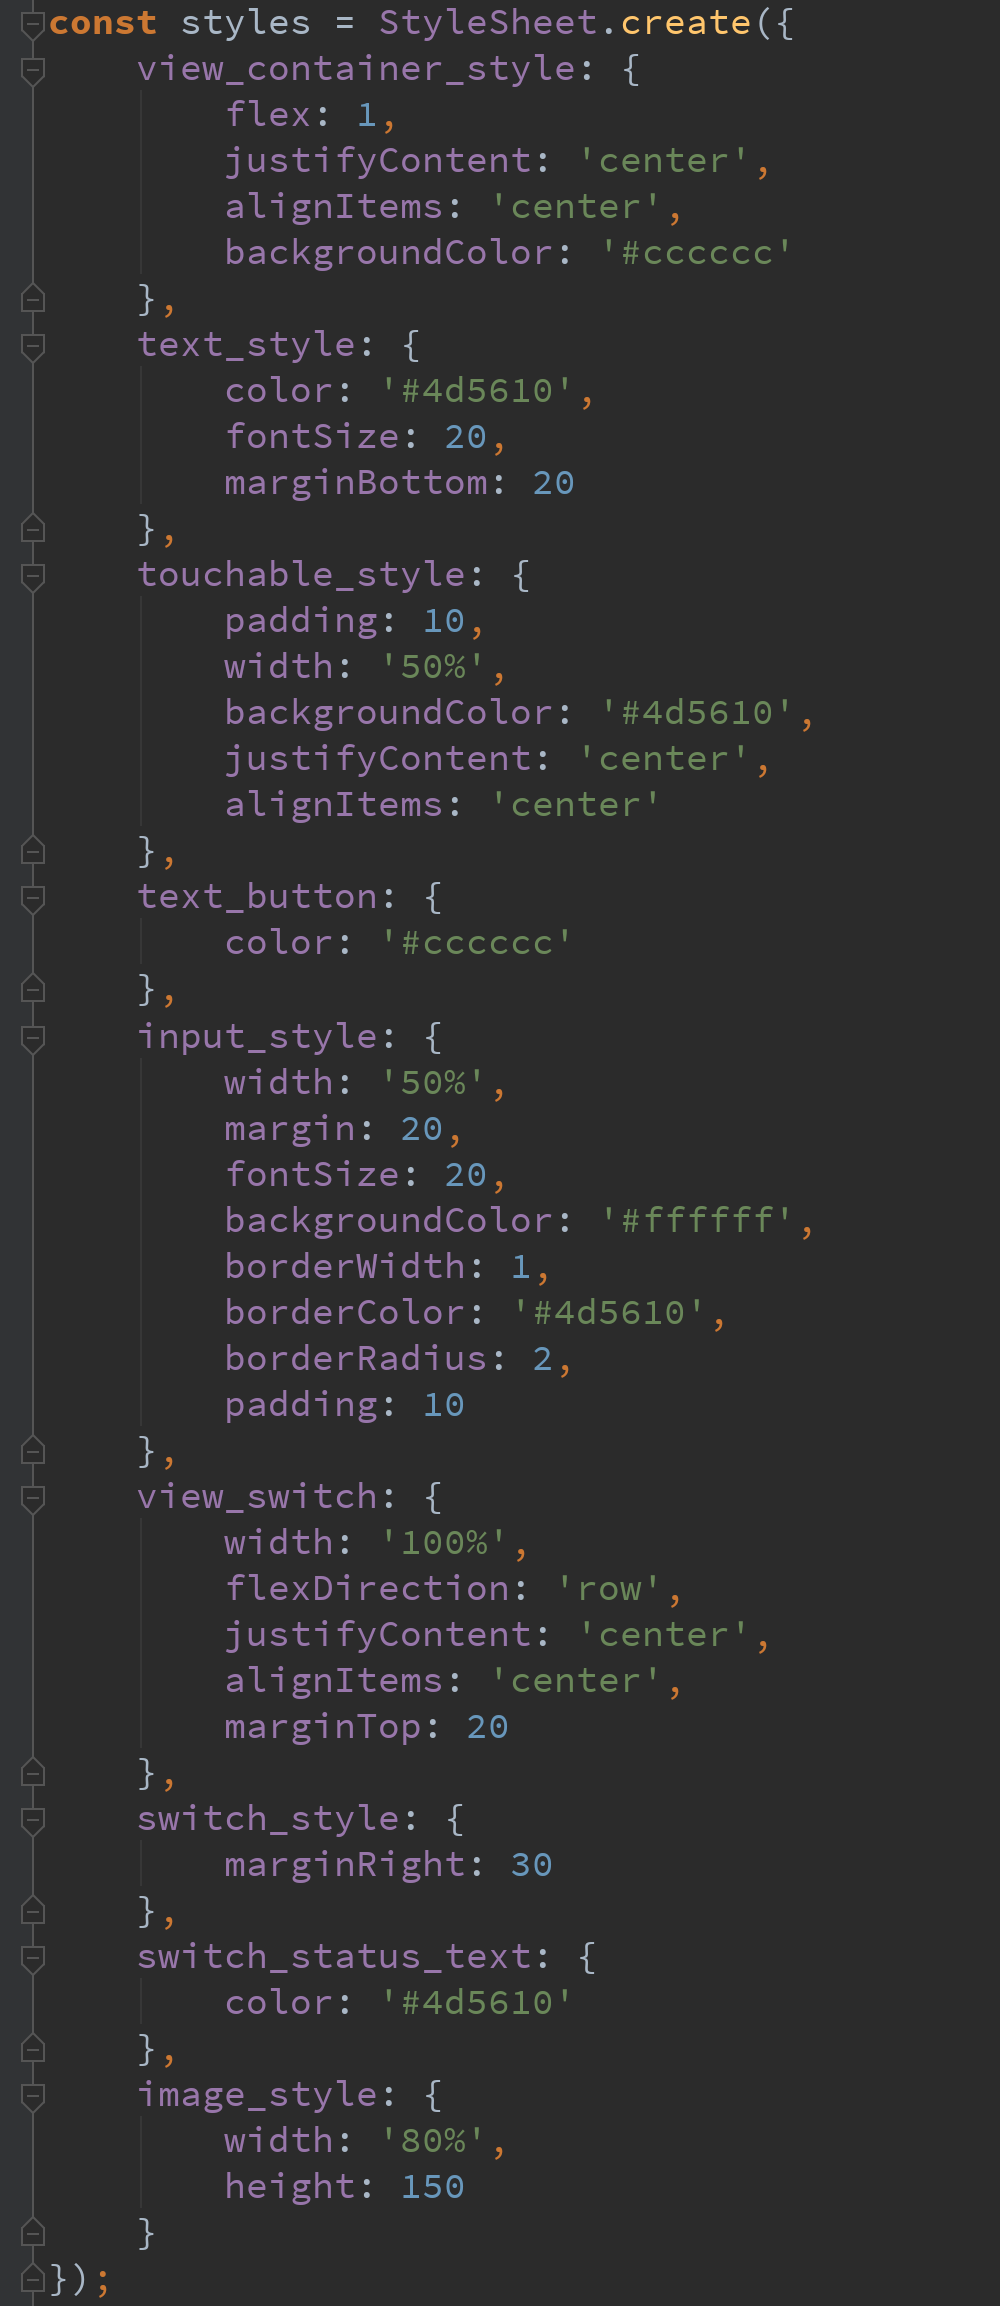 const styles = StyleSheet.create({
    view_container_style: {
        flex: 1,
        justifyContent: 'center',
        alignItems: 'center',
        backgroundColor: '#cccccc'
    },
    text_style: {
        color: '#4d5610',
        fontSize: 20,
        marginBottom: 20
    },
    touchable_style: {
        padding: 10,
        width: '50%',
        backgroundColor: '#4d5610',
        justifyContent: 'center',
        alignItems: 'center'
    },
    text_button: {
        color: '#cccccc'
    },
    input_style: {
        width: '50%',
        margin: 20,
        fontSize: 20,
        backgroundColor: '#ffffff',
        borderWidth: 1,
        borderColor: '#4d5610',
        borderRadius: 2,
        padding: 10
    },
    view_switch: {
        width: '100%',
        flexDirection: 'row',
        justifyContent: 'center',
        alignItems: 'center',
        marginTop: 20
    },
    switch_style: {
        marginRight: 30
    },
    switch_status_text: {
        color: '#4d5610'
    },
    image_style: {
        width: '80%',
        height: 150
    }
});